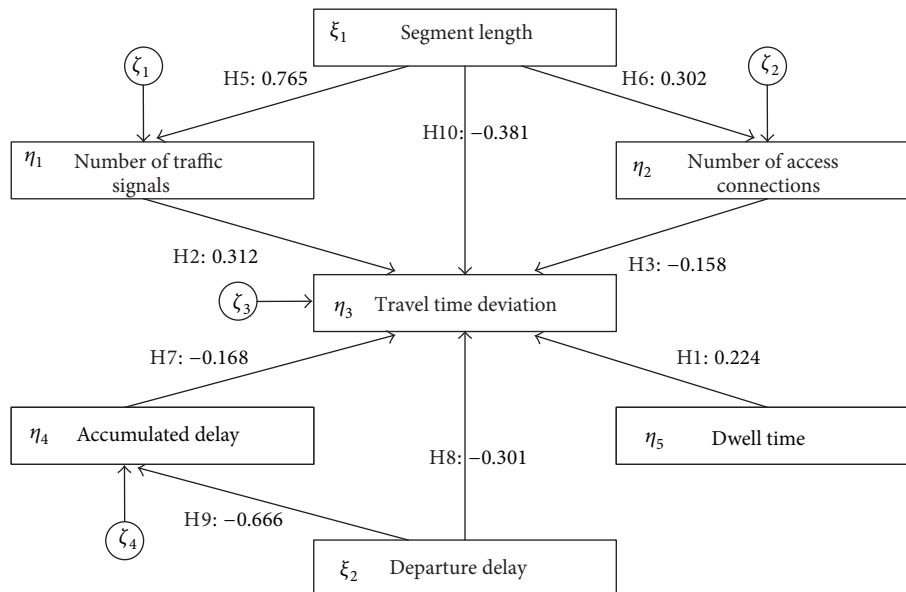 ξ1 Segment length
ζ1
H5: 0.765
H6: 0.302
ζ2
H10: −0.381
η1 Number of traffic
signals
η2 Number of access
connections
H2: 0.312
H3: −0.158
ζ3
η3 Travel time deviation
H7: −0.168
H1: 0.224
η4 Accumulated delay
η5 Dwell time
H8: −0.301
H9: −0.666
ζ4
ξ2 Departure delay